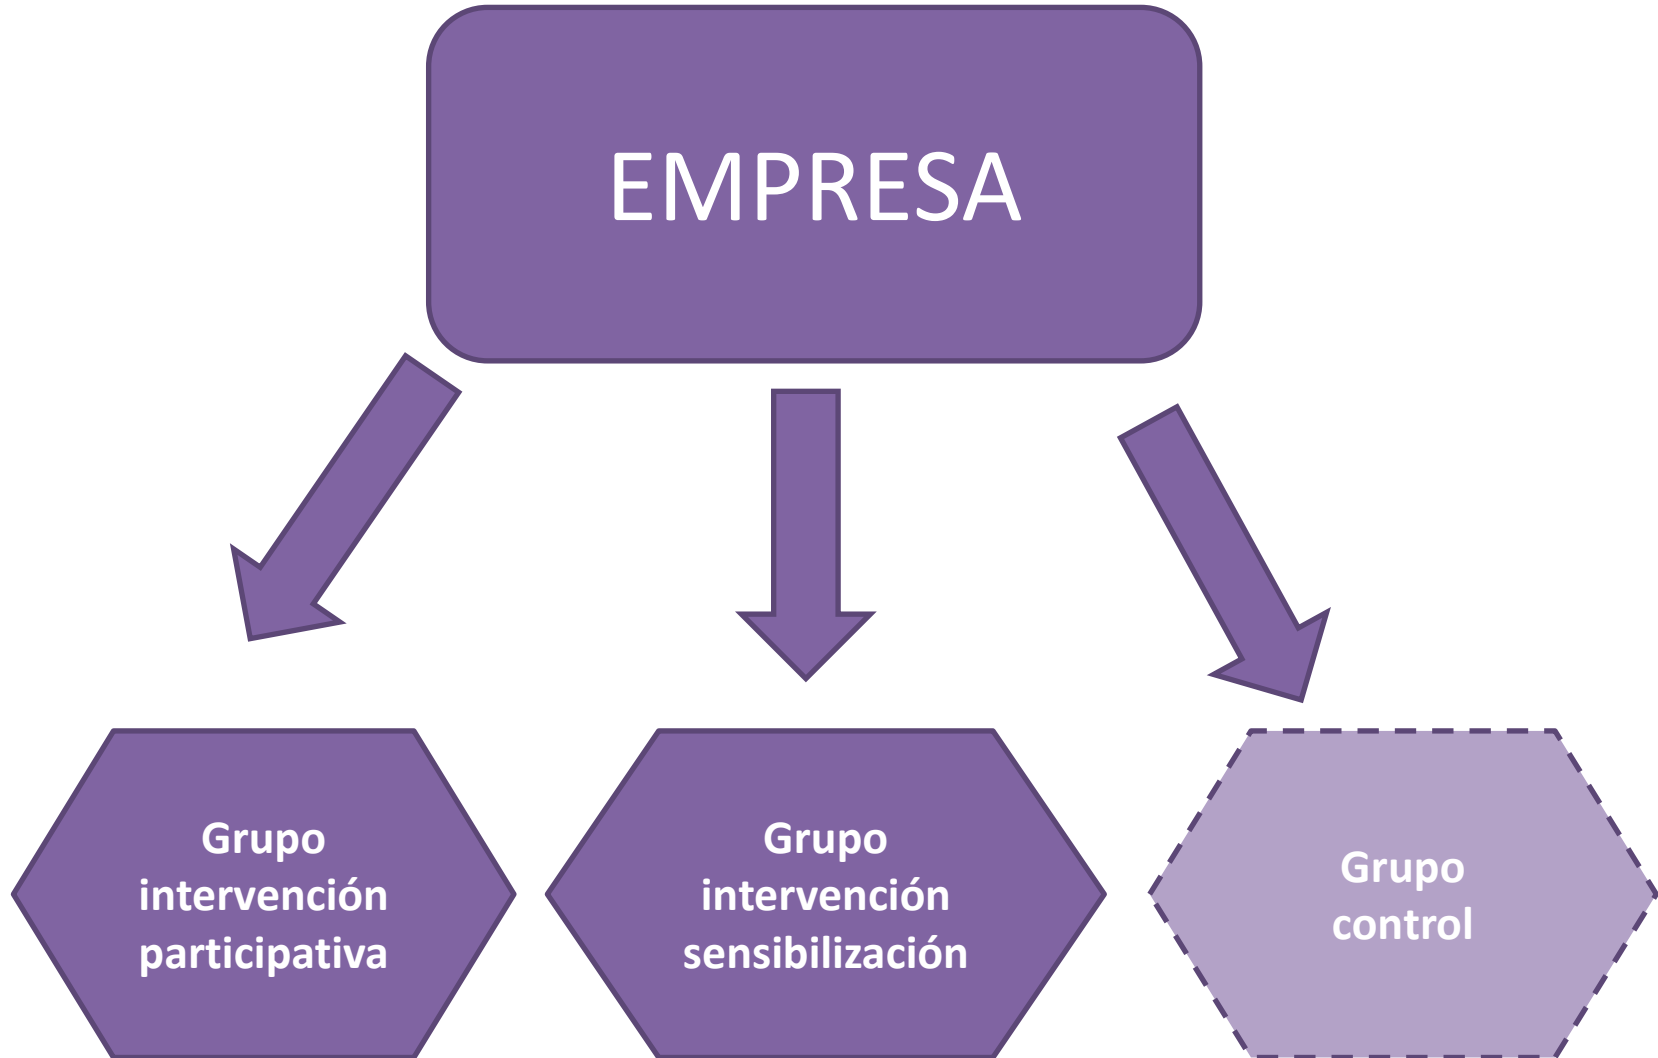 EMPRESA
Grupo
intervención
participativa
Grupo
intervención
sensibilización
Grupo
control